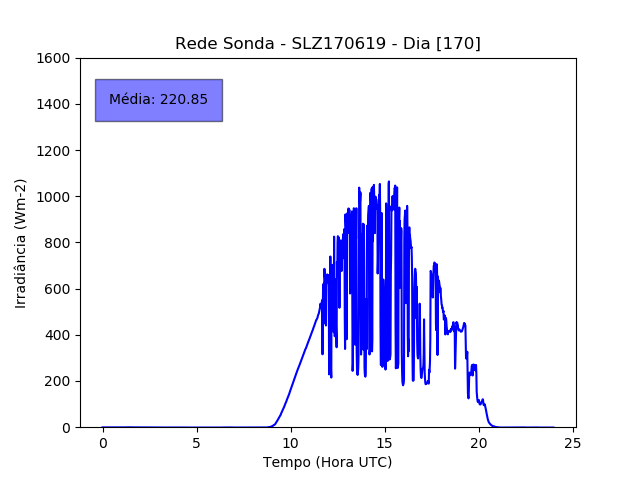 Rede Sonda - SLZ170619 - Dia [170]
Média: 220.85
Irradiância (Wm-2)
1600
1400
1200
1000
800
600
400
200
0
0 5 10 15 20 25
Tempo (Hora UTC)